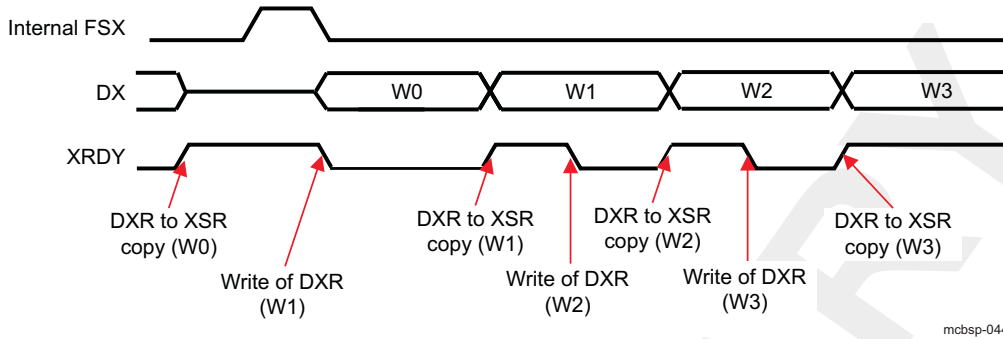 Internal FSX
DX
W0
W1
W2
W3
XRDY
DXR to XSR
copy (W0)
Write of DXR
(W1)
DXR to XSR
copy (W1)
Write of DXR
(W2)
DXR to XSR
copy (W2)
Write of DXR
(W3)
DXR to XSR
copy (W3)
mcbsp-044